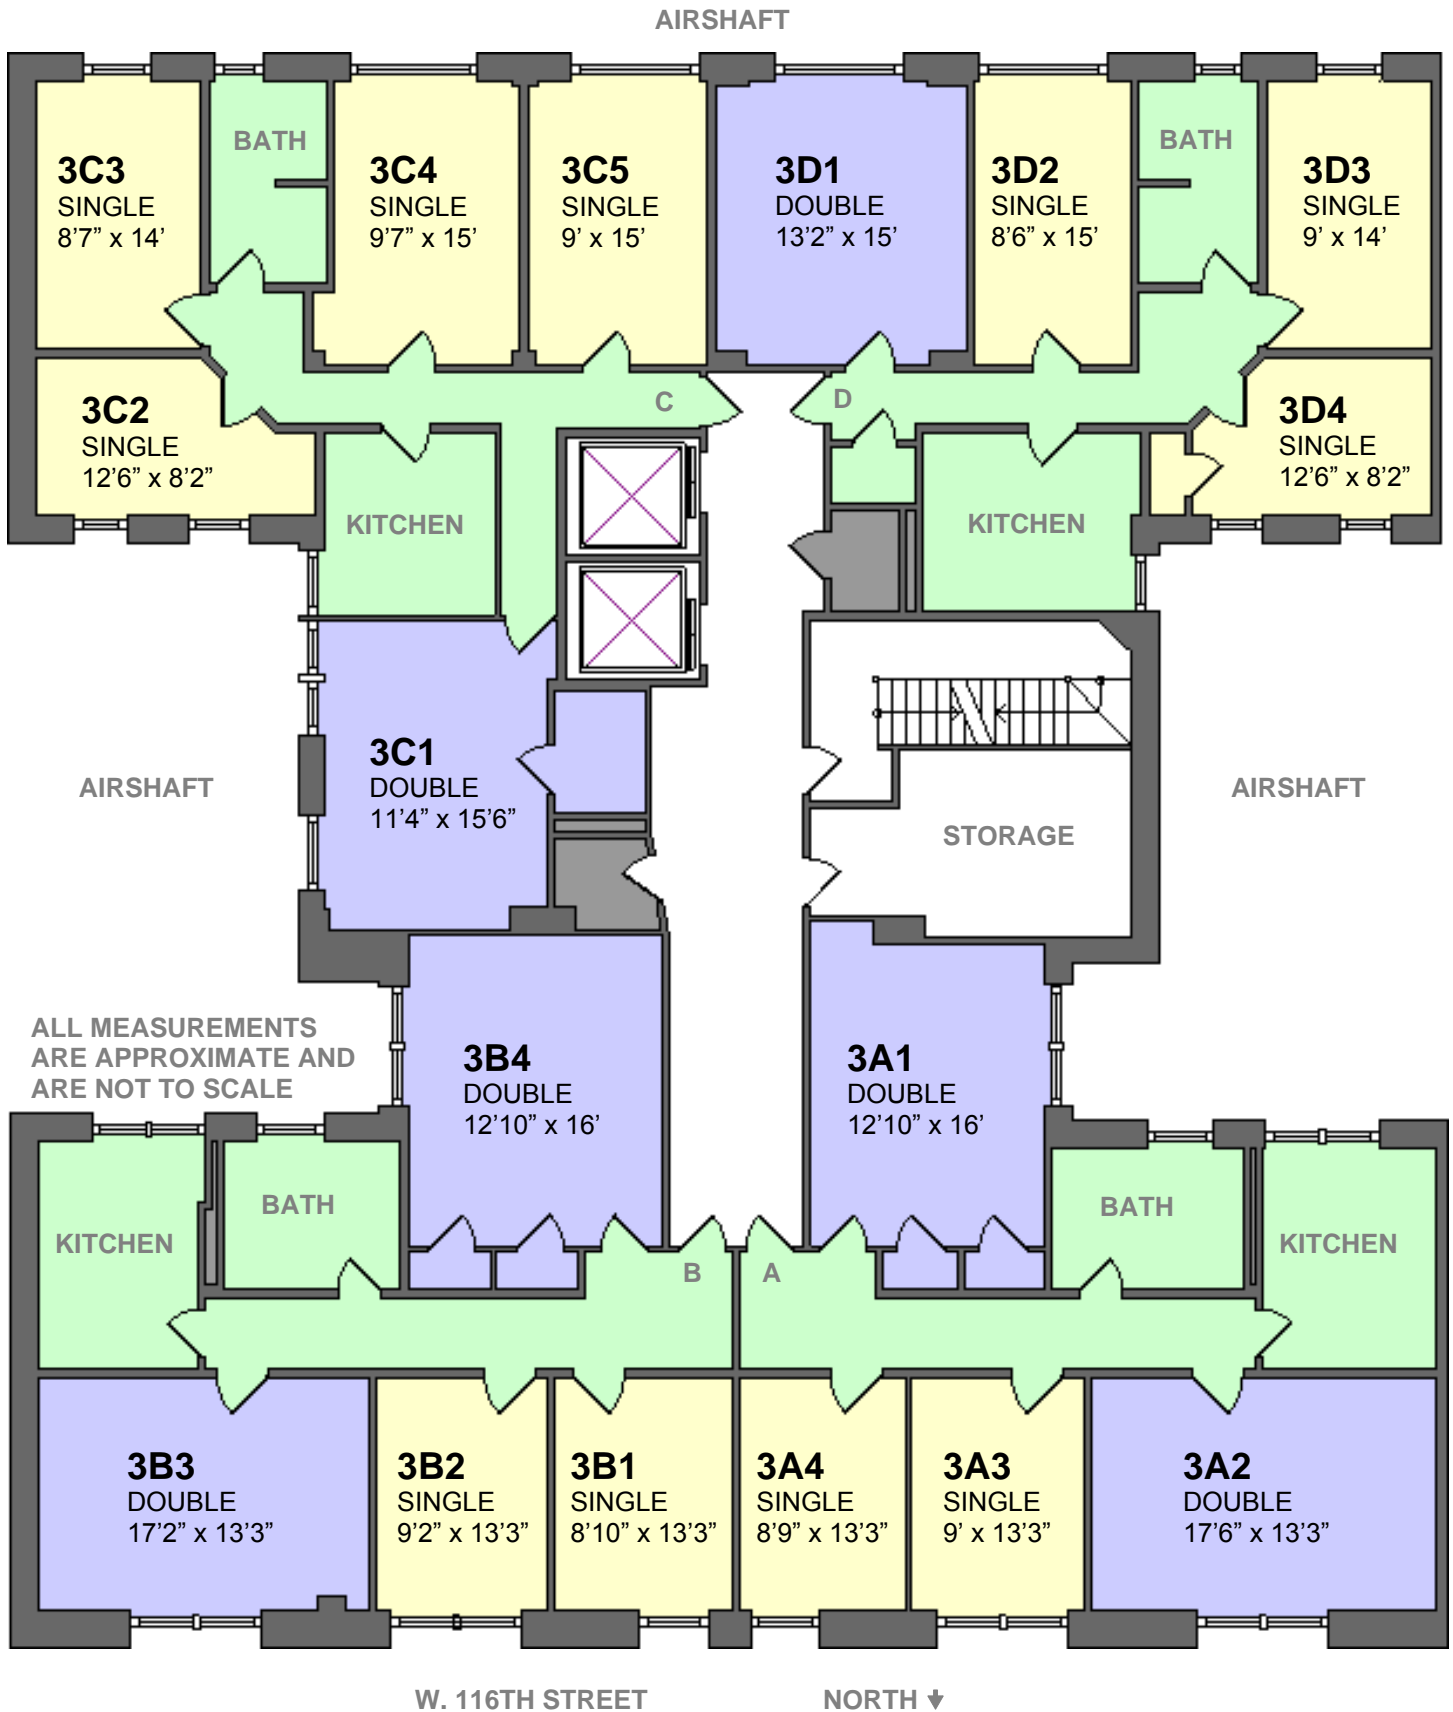 AIRSHAFT
3C3
SINGLE
8’7” x 14’
BATH
3C4
SINGLE
9’7” x 15’
3C5
SINGLE
9’ x 15’
3D1
DOUBLE
13’2” x 15’
3D2
SINGLE
8’6” x 15’
BATH
3D3
SINGLE
9’ x 14’
3C2
SINGLE
12’6” x 8’2”
C
D
3D4
SINGLE
12’6” x 8’2”
KITCHEN
KITCHEN
3C1
DOUBLE
11’4” x 15’6”
AIRSHAFT
AIRSHAFT
STORAGE
ALL MEASUREMENTS
ARE APPROXIMATE AND
ARE NOT TO SCALE
3B4
DOUBLE
12’10” x 16’
3A1
DOUBLE
12’10” x 16’
KITCHEN
BATH
B
A
BATH
KITCHEN
3B3
DOUBLE
17’2” x 13’3”
3B2
SINGLE
9’2” x 13’3”
3B1
SINGLE
8’10” x 13’3”
3A4
SINGLE
8’9” x 13’3”
3A3
SINGLE
9’ x 13’3”
3A2
DOUBLE
17’6” x 13’3”
W. 116TH STREET
NORTH